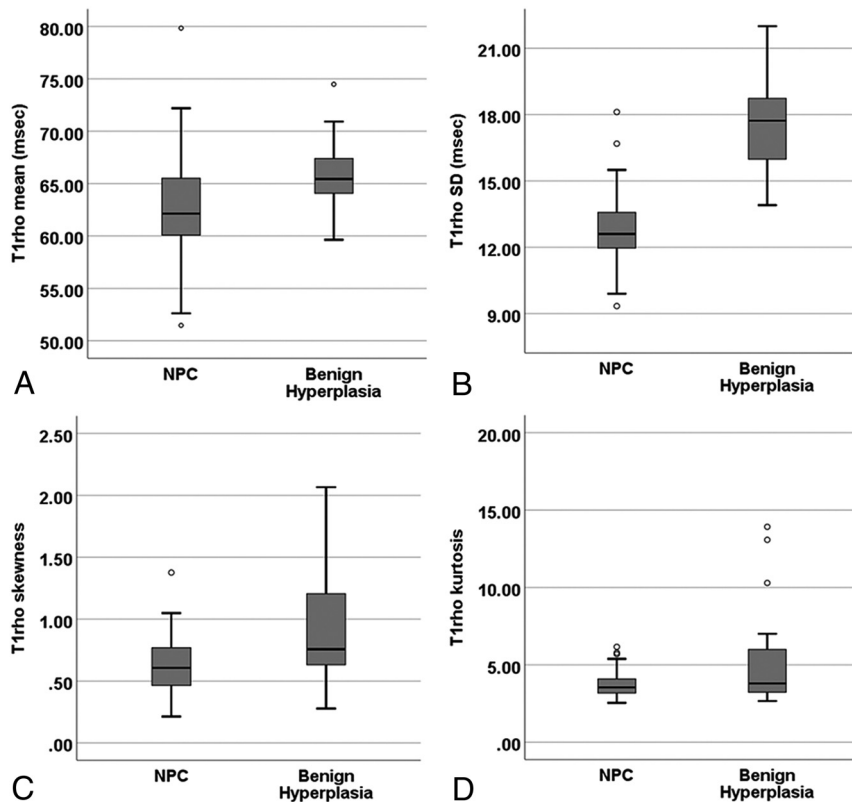 80.00
75.00
70.00
65.00
60.00
55.00
50.00
T1rho mean (msec)
NPC
Benign
Hyperplasia
A
21.00
18.00
15.00
12.00
9.00
T1rho SD (msec)
NPC
Benign
Hyperplasia
B
2.50
2.00
1.50
1.00
.50
.00
T1rho skewness
NPC
Benign
Hyperplasia
C
20.00
15.00
10.00
5.00
.00
T1rho kurtosis
NPC
Benign
Hyperplasia
D